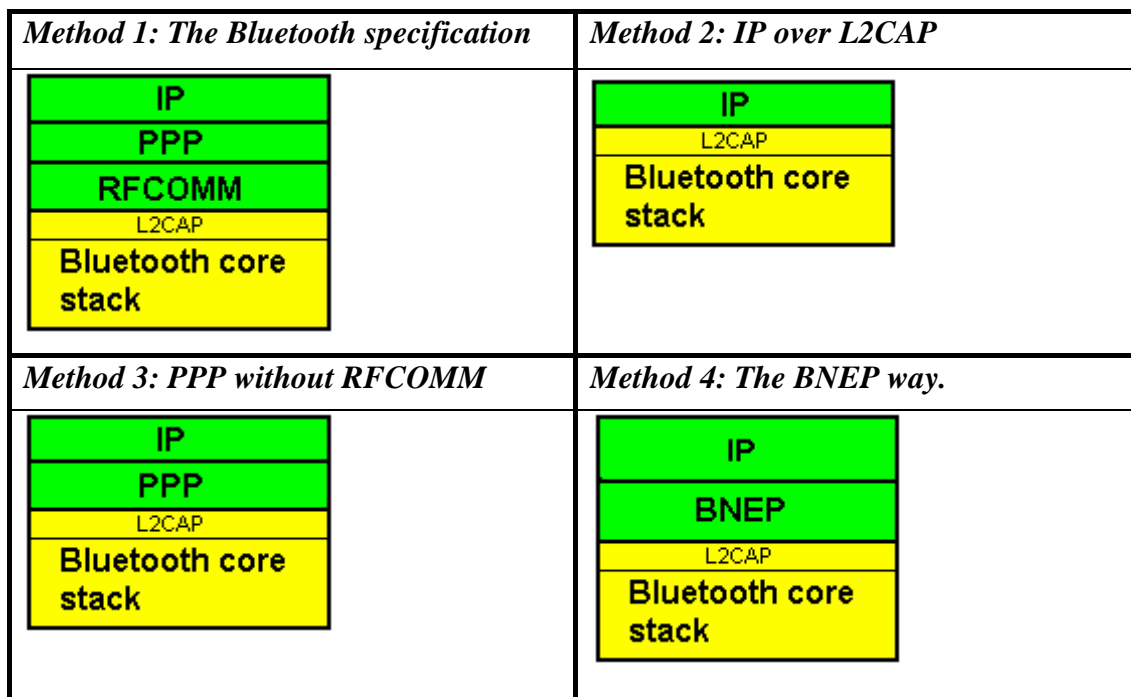 Method 1: The Bluetooth specification
IP
PPP
RFCOMM
L2CAP
Bluetooth core
stack
Method 2: IP over L2CAP
IP
L2CAP
Bluetooth core
stack
Method 3: PPP without RFCOMM
IP
PPP
L2CAP
Bluetooth core
stack
Method 4: The BNEP way.
IP
BNEP
L2CAP
Bluetooth core
stack